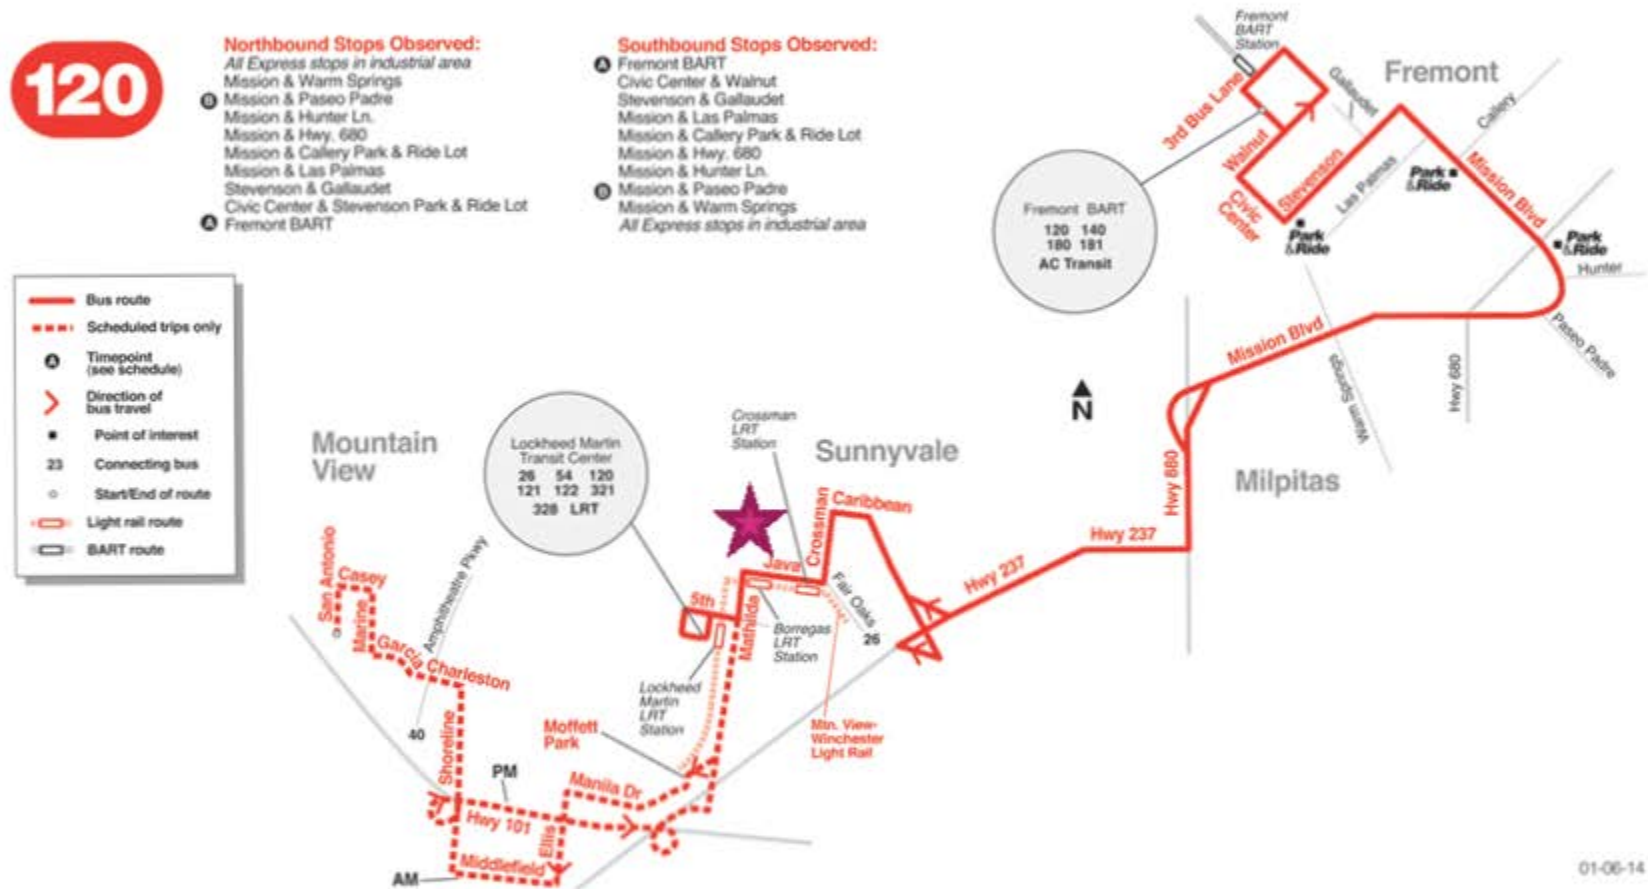 120
Northbound Stops Observed:
All Express stops in industrial area
Mission & Warm Springs
B Mission & Paseo Padre
Mission & Hunter Ln.
Mission & Hwy. 680
Mission & Callery Park & Ride Lot
Mission & Las Palmas
Stevenson & Gallaudet
Civic Center & Stevenson Park & Ride Lot
A Fremont BART
Southbound Stops Observed:
A Fremont BART
Civic Center & Walnut
Stevenson & Gallaudet
Mission & Las Palmas
Mission & Callery Park & Ride Lot
Mission & Hwy. 680
Mission & Hunter Ln.
B Mission & Paseo Padre
Mission & Warm Springs
All Express stops in industrial area
Bus route
Scheduled trips only
A Timepoint
(see schedule)
Direction of
bus travel
Point of interest
23 Connecting bus
Start/End of route
Light rail route
BART route
Fremont
BART
Station
Fremont
Gallaudet
Callery
3rd Bus Lane
Walnut
Civic
Center
Stevenson
Las Palmas
Park
& Ride
Park
& Ride
Mission Blvd
Park
& Ride
Hunter
Paseo Padre
Fremont BART
120 140
180 181
AC Transit
Mission Blvd
Warm Springs
Hwy 680
N
Milpitas
Hwy 880
Hwy 237
Hwy 237
Mountain
View
Lockheed Martin
Transit Center
26 54 120
121 122 321
328 LRT
Crossman
LRT
Station
Sunnyvale
Caribbean
Crossman
Java
Fair Oaks
26
5th
Mathilda
Borregas
LRT
Station
Lockheed
Martin
LRT
Station
Mtn. View-
Winchester
Light Rail
San Antonio
Casey
Marine
Garcia
Charleston
Amphitheatre Pkwy
40
Shoreline
Moffett
Park
PM
Manila Dr
Hwy 101
Ellis
Middlefield
AM
01-06-14